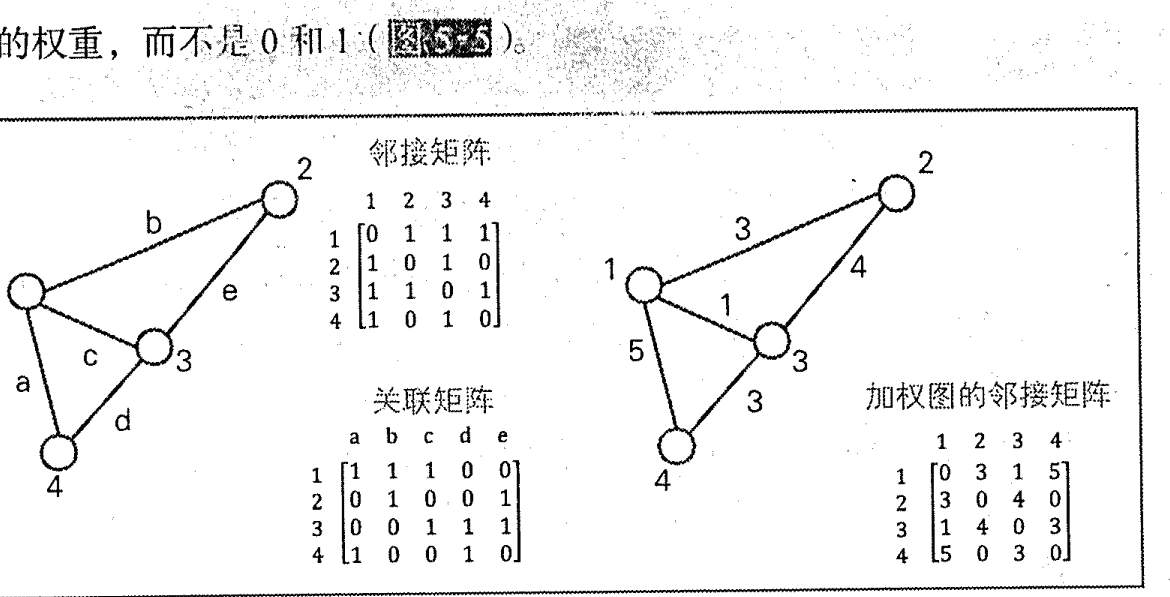 的权重，而不是 0 和 1（图 5-5）。
邻接矩阵
1 2 3 4
1 [0 1 1 1]
2 [1 0 1 0]
3 [1 1 0 1]
4 [1 0 1 0]
2
b
e
c
3
a
d
4
关联矩阵
a b c d e
1 [1 1 1 0 0]
2 [0 1 0 0 1]
3 [0 0 1 1 1]
4 [1 0 0 1 0]
2
3
4
1
1
5
3
3
4
加权图的邻接矩阵
1 2 3 4
1 [0 3 1 5]
2 [3 0 4 0]
3 [1 4 0 3]
4 [5 0 3 0]